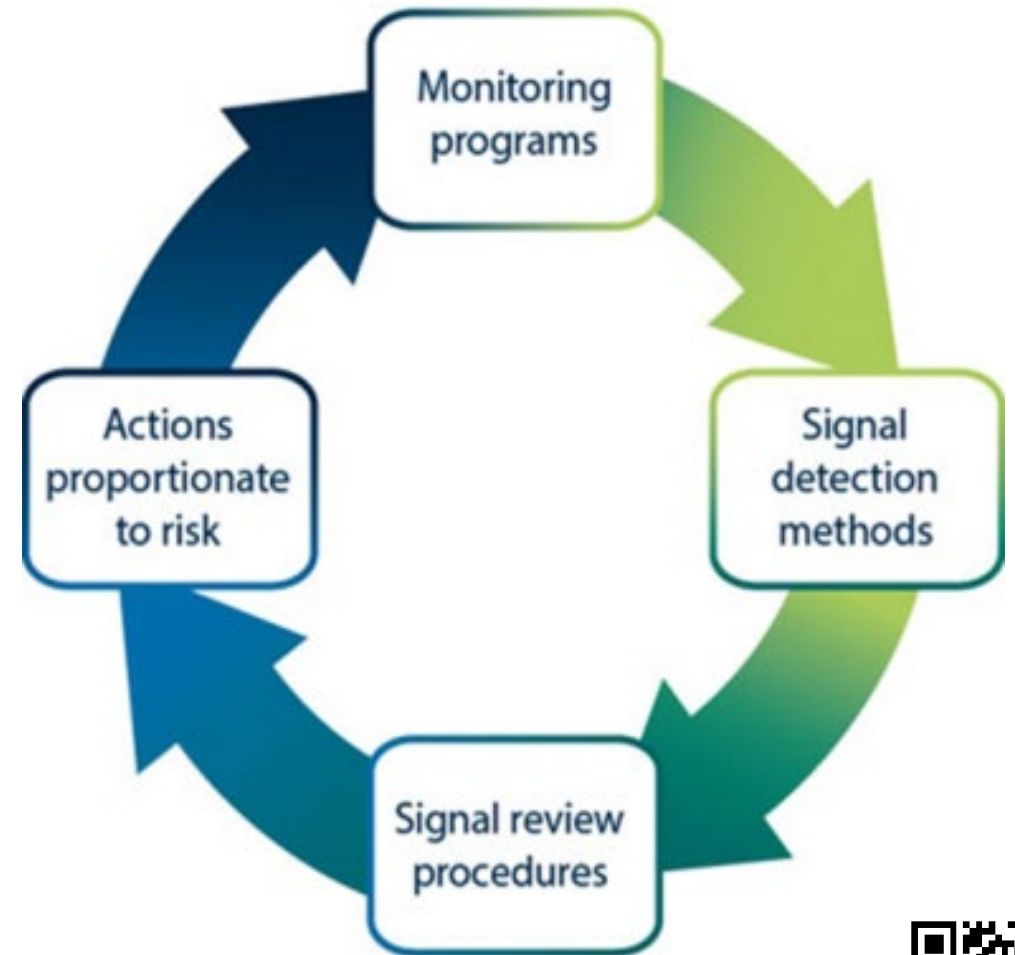 Monitoring
programs
Signal
detection
methods
Signal review
procedures
Actions
proportionate
to risk